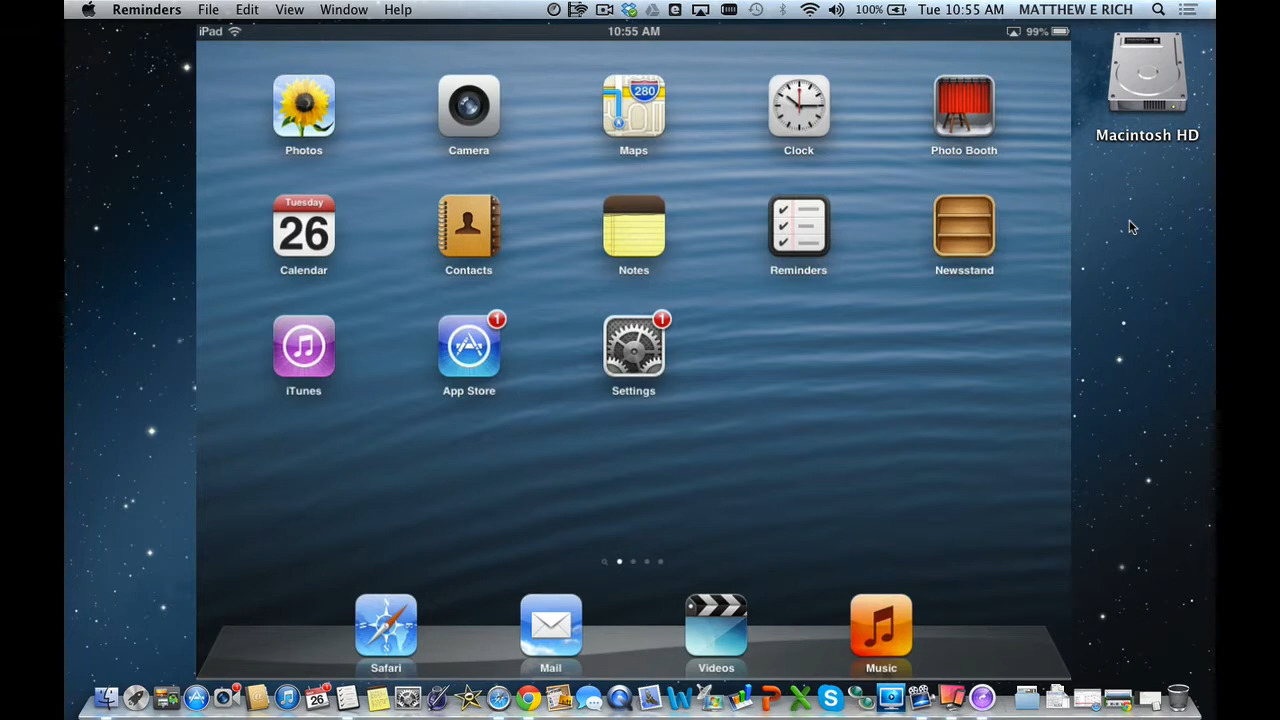 Reminders File Edit View Window Help 100% Tue 10:55 AM MATTHEW E RICH
iPad 10:55 AM 99%
280
Photos Camera Maps Clock Photo Booth
Macintosh HD
Tuesday
26
Calendar Contacts Notes Reminders Newsstand
1 1
iTunes App Store Settings
Safari Mail Videos Music
26